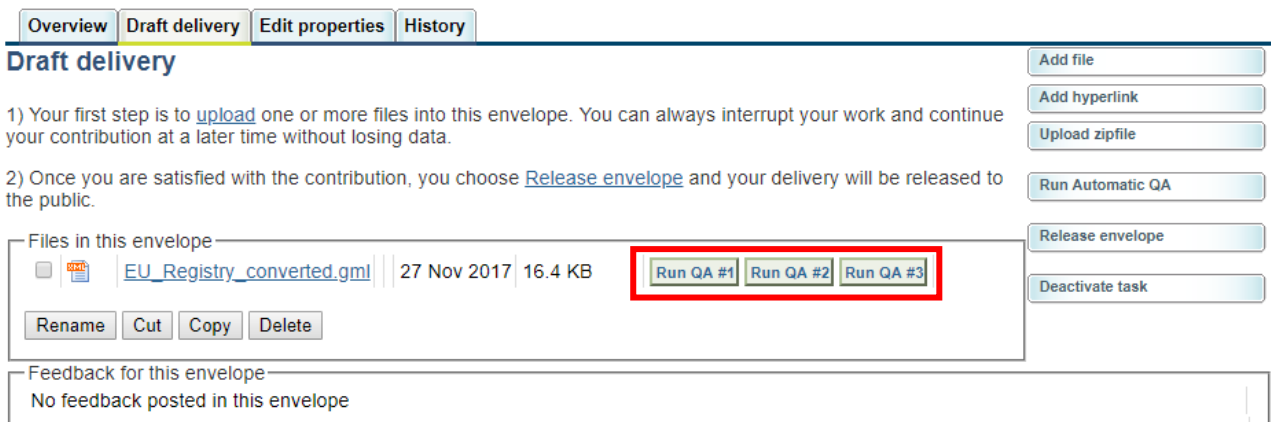 Overview Draft delivery Edit properties History
Draft delivery
Add file
Add hyperlink
1) Your first step is to upload one or more files into this envelope. You can always interrupt your work and continue
your contribution at a later time without losing data.
Upload zipfile
2) Once you are satisfied with the contribution, you choose Release envelope and your delivery will be released to
the public.
Run Automatic QA
Release envelope
Files in this envelope
XML EU_Registry_converted.gml 27 Nov 2017 16.4 KB Run QA #1 Run QA #2 Run QA #3
Deactivate task
Rename Cut Copy Delete
Feedback for this envelope
No feedback posted in this envelope